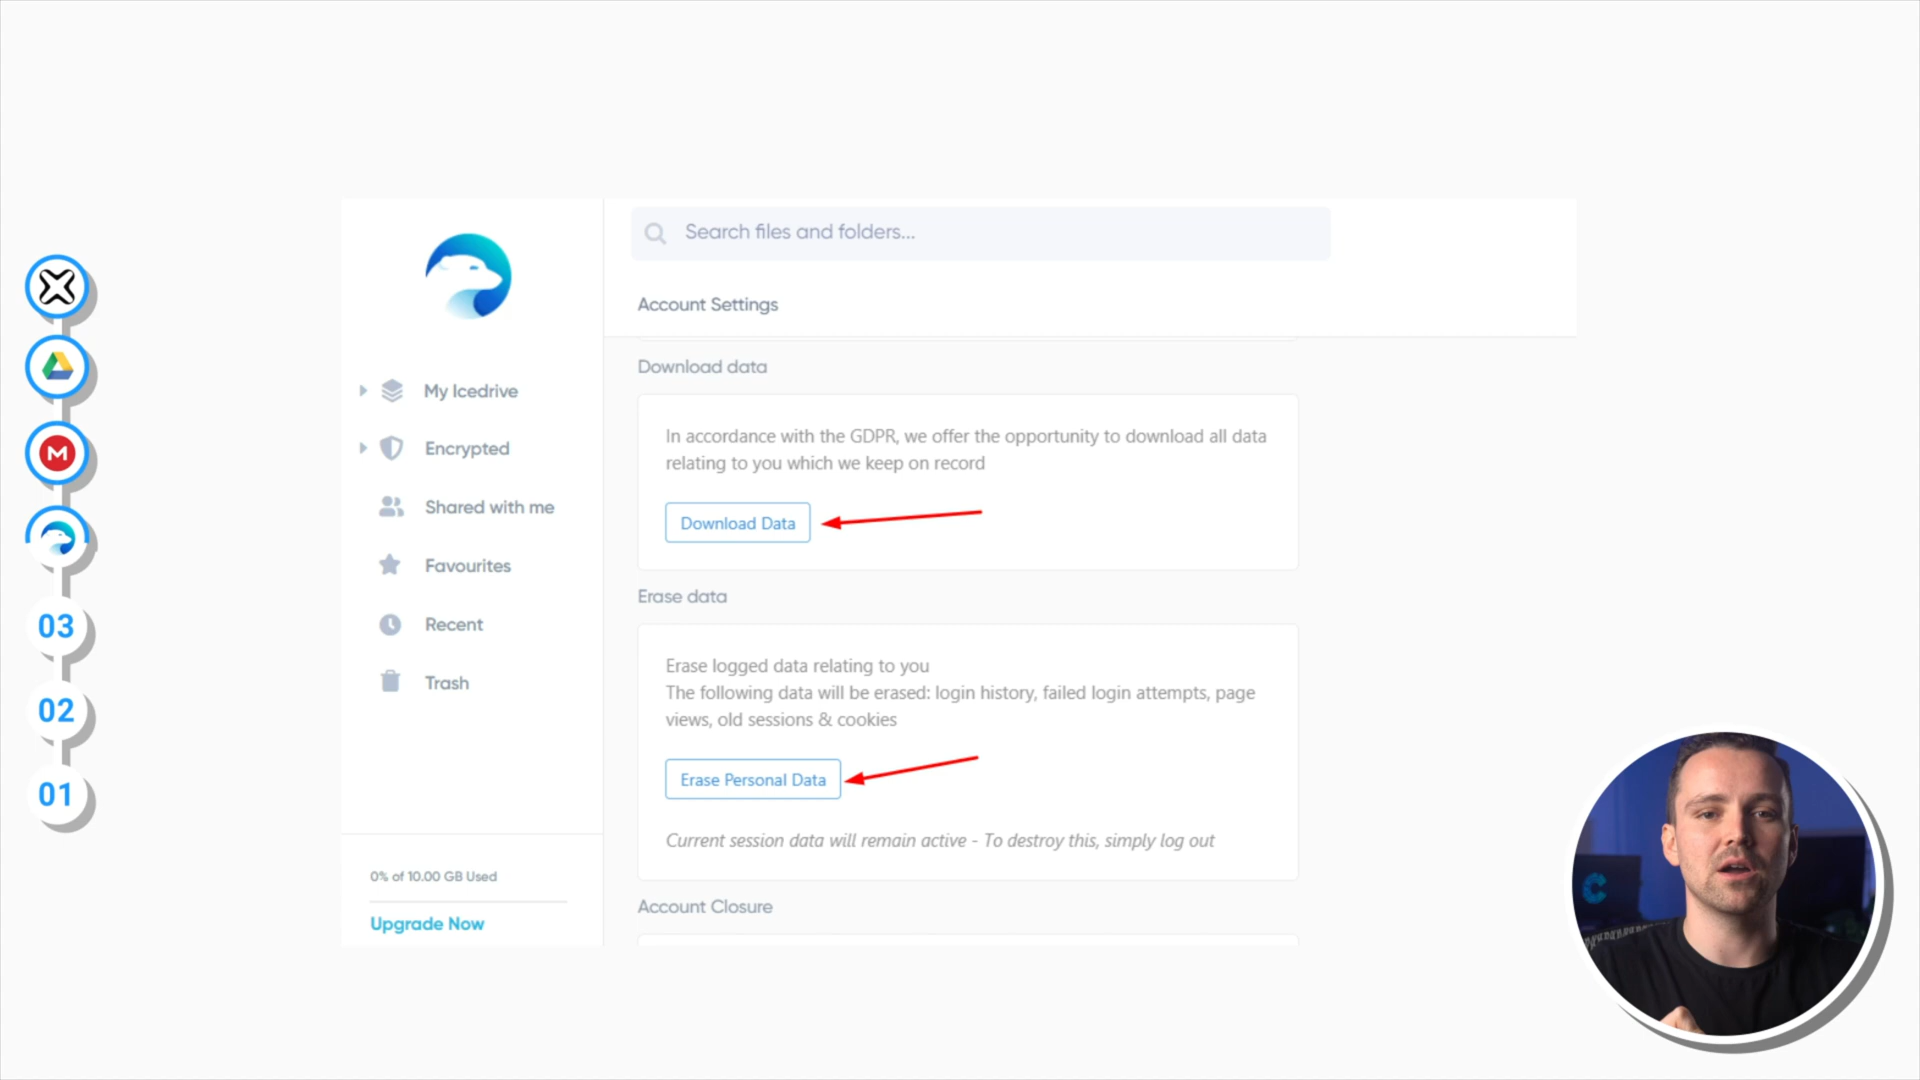 Search files and folders...
Account Settings
My Icedrive
Encrypted
Shared with me
Favourites
Recent
Trash
0% of 10.00 GB Used
Upgrade Now
Download data
In accordance with the GDPR, we offer the opportunity to download all data
relating to you which we keep on record
Download Data
Erase data
Erase logged data relating to you
The following data will be erased: login history, failed login attempts, page
views, old sessions & cookies
Erase Personal Data
Current session data will remain active - To destroy this, simply log out
Account Closure
M
03
02
01